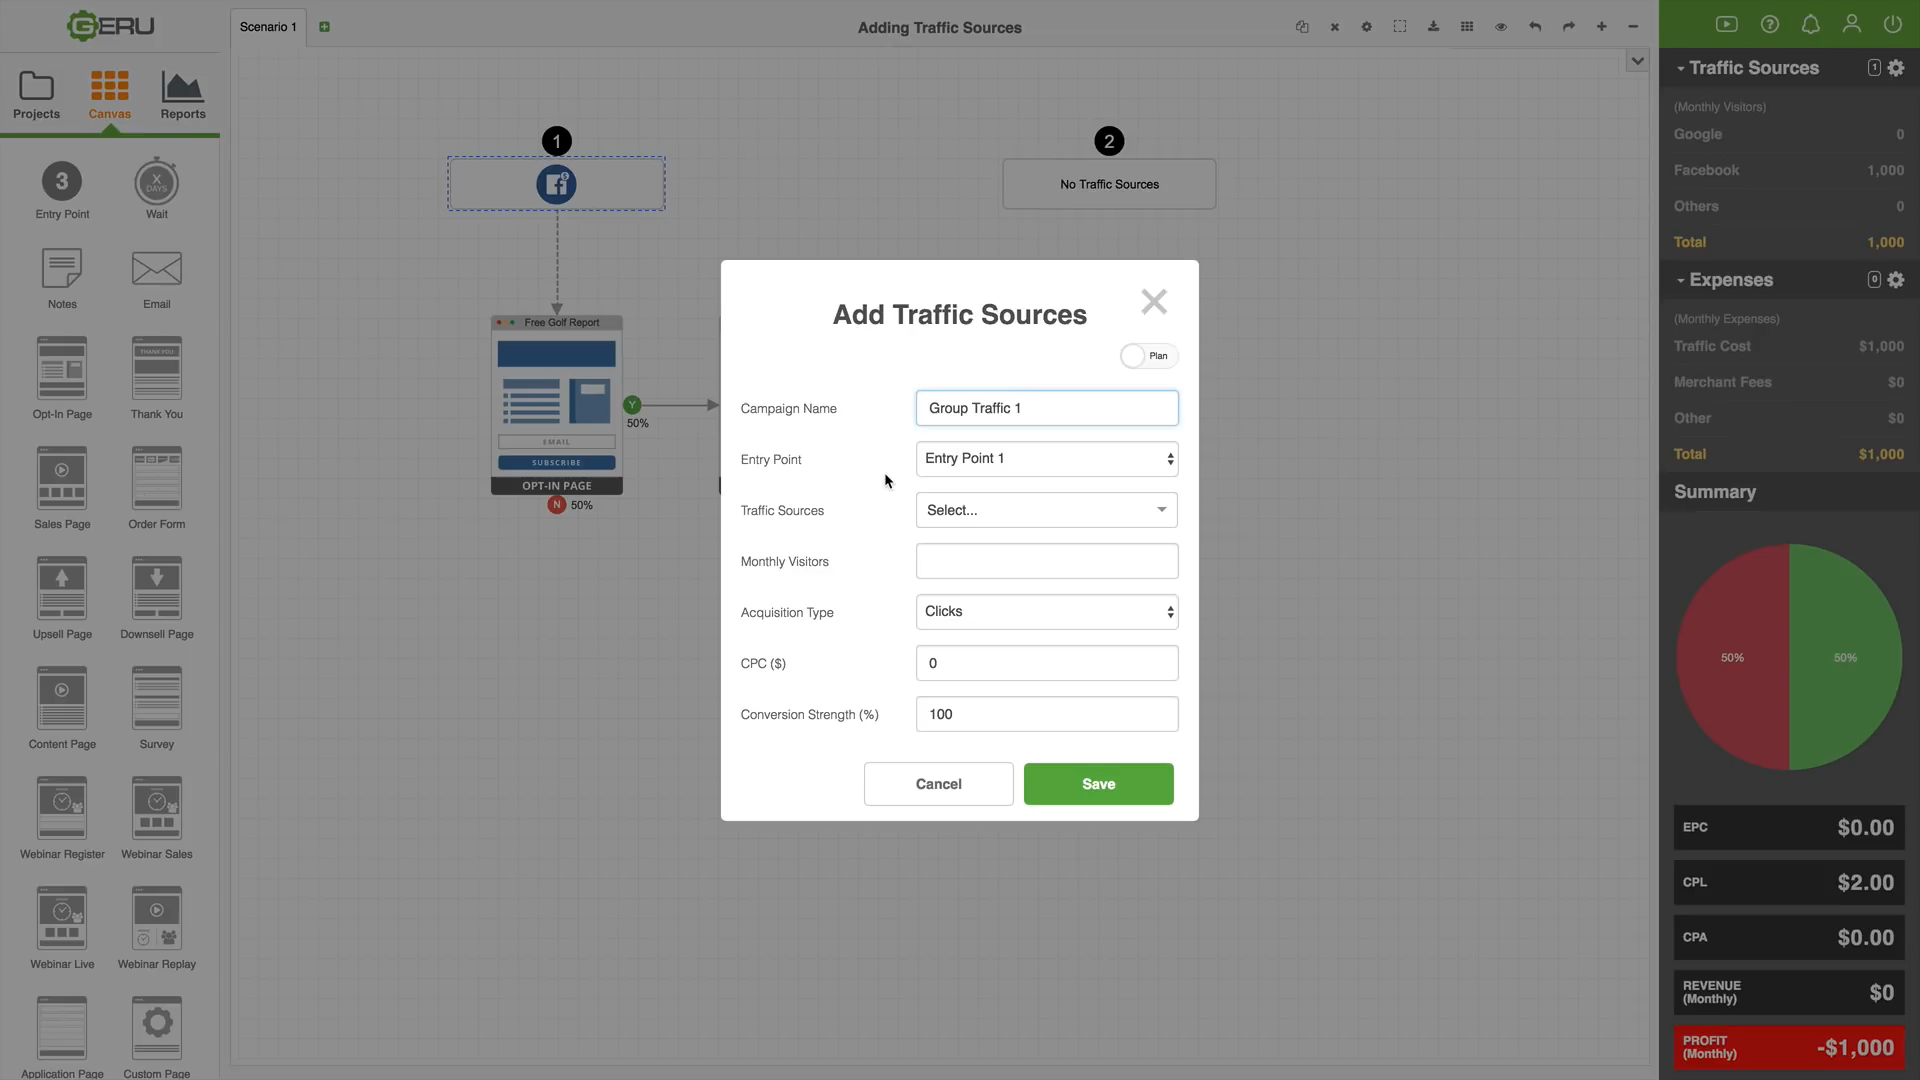 GERU
Scenario 1
Adding Traffic Sources
Projects
Canvas
Reports
3
Entry Point
X
DAYS
Wait
Notes
Email
Opt-In Page
THANK YOU
Thank You
Sales Page
Order Form
Upsell Page
Downsell Page
Content Page
Survey
Webinar Register
Webinar Sales
Webinar Live
Webinar Replay
Application Page
Custom Page
1
2
No Traffic Sources
Free Golf Report
EMAIL
SUBSCRIBE
OPT-IN PAGE
Y
50%
N
50%
Add Traffic Sources
Plan
Campaign Name
Group Traffic 1
Entry Point
Entry Point 1
Traffic Sources
Select...
Monthly Visitors
Acquisition Type
Clicks
CPC ($)
0
Conversion Strength (%)
100
Cancel
Save
Traffic Sources
1
(Monthly Visitors)
Google 0
Facebook 1,000
Others 0
Total 1,000
Expenses
0
(Monthly Expenses)
Traffic Cost $1,000
Merchant Fees $0
Other $0
Total $1,000
Summary
50%
50%
EPC $0.00
CPL $2.00
CPA $0.00
REVENUE
(Monthly)
$0
PROFIT
(Monthly)
-$1,000